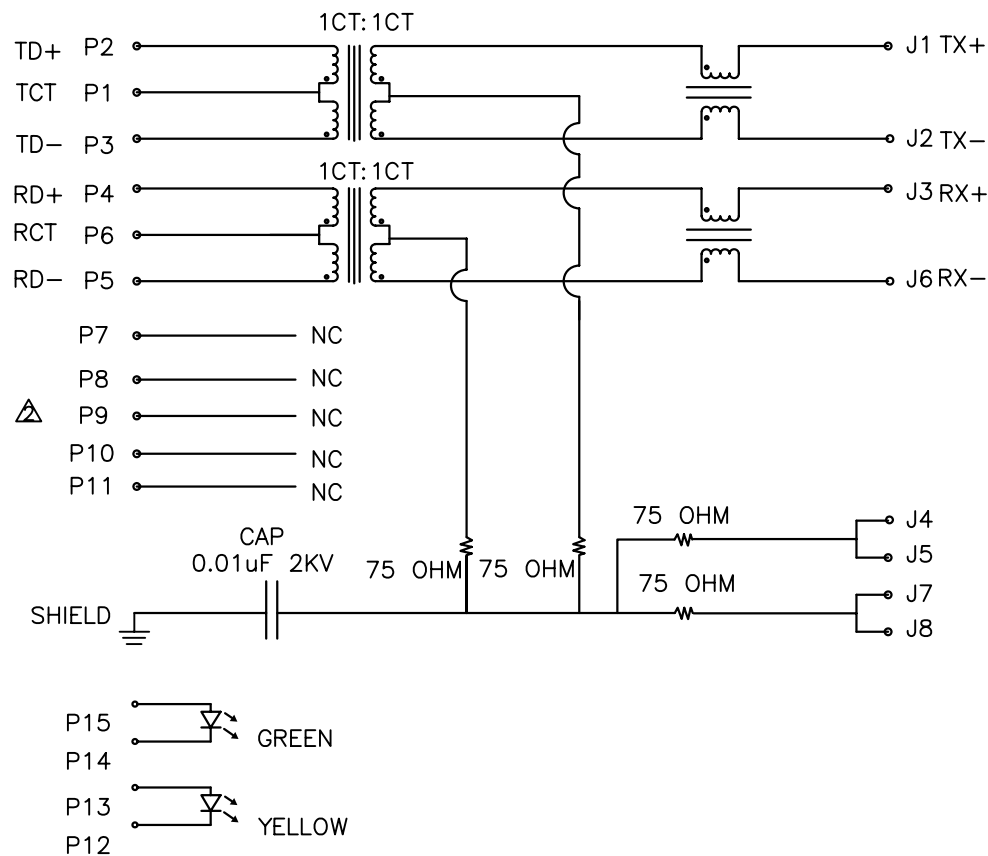 1CT:1CT
TD+ P2 J1 TX+
TCT P1
TD- P3 J2 TX-
1CT:1CT
RD+ P4 J3 RX+
RCT P6
RD- P5 J6 RX-
P7 NC
P8 NC
2 P9 NC
P10 NC
P11 NC
75 OHM J4
CAP
J5
0.01uF 2KV 75 OHM 75 OHM 75 OHM
J7
SHIELD
J8
P15
GREEN
P14
P13
YELLOW
P12